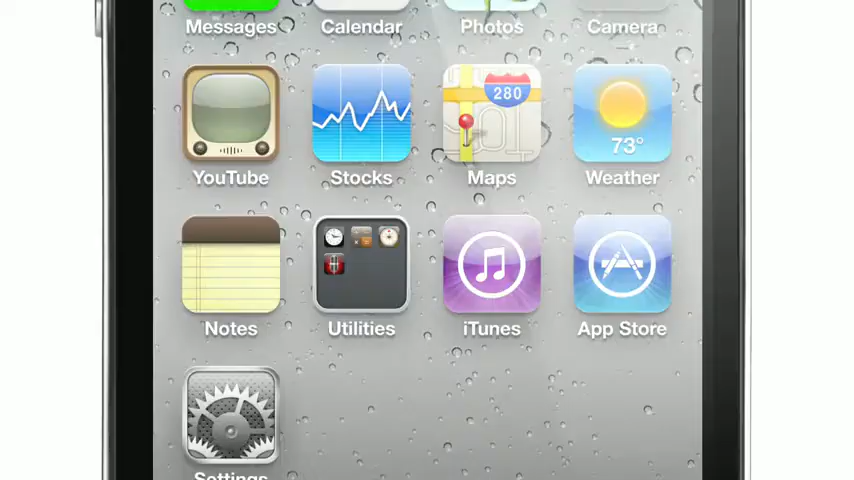 Messages Calendar Photos Camera
280
73°
YouTube Stocks Maps Weather
Notes Utilities iTunes App Store
Settings